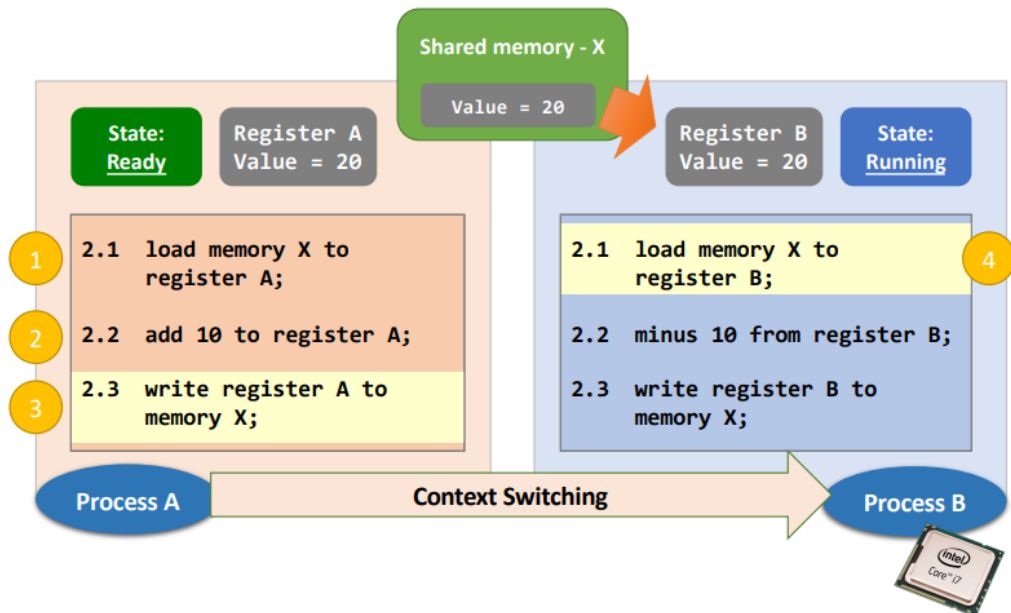 Shared memory - X
Value = 20
State:
Ready
Register A
Value = 20
Register B
Value = 20
State:
Running
1
2.1 load memory X to
register A;
2
2.2 add 10 to register A;
3
2.3 write register A to
memory X;
2.1 load memory X to
register B;
4
2.2 minus 10 from register B;
2.3 write register B to
memory X;
Process A
Context Switching
Process B
intel
Core™ i7